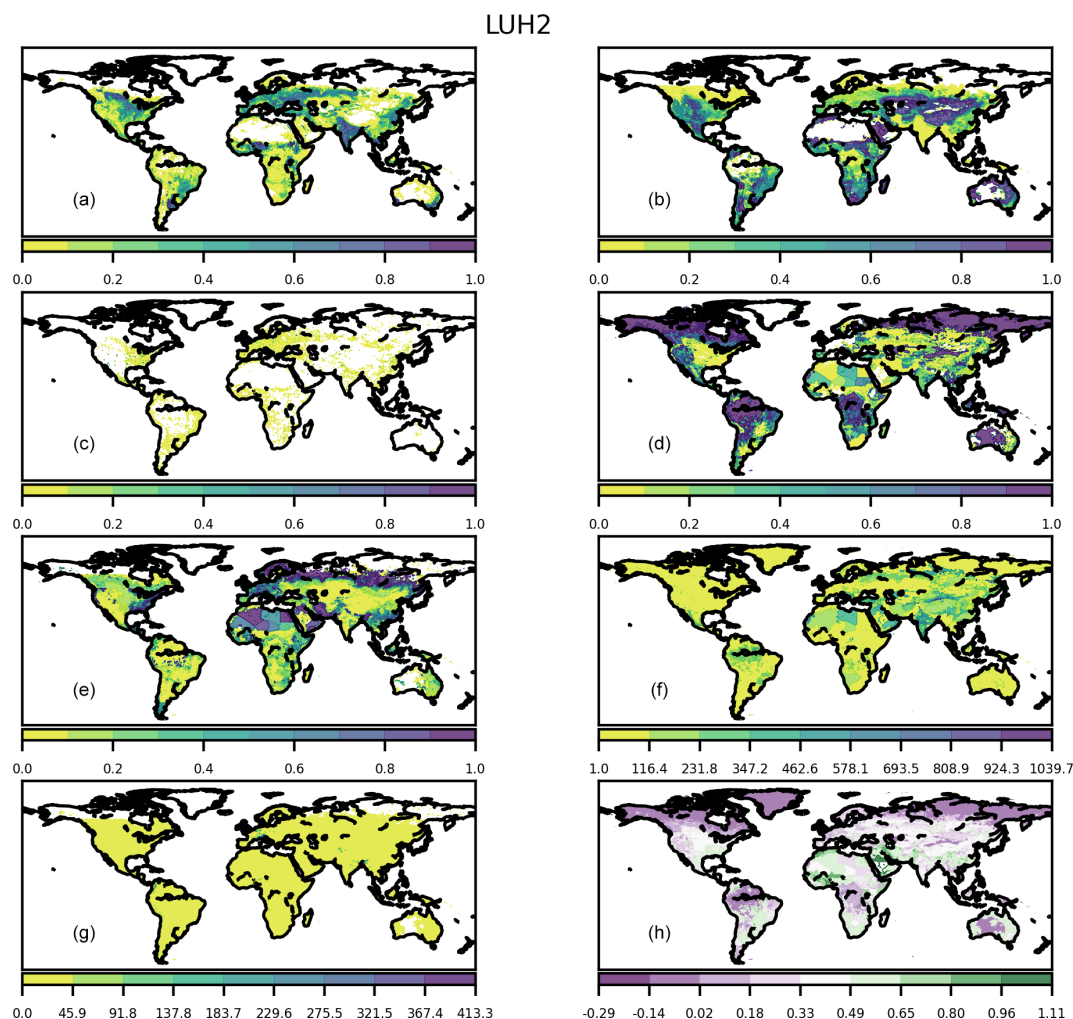 LUH2
(a)
(b)
0.0 0.2 0.4 0.6 0.8 1.0
0.0 0.2 0.4 0.6 0.8 1.0
(c)
(d)
0.0 0.2 0.4 0.6 0.8 1.0
0.0 0.2 0.4 0.6 0.8 1.0
(e)
(f)
0.0 0.2 0.4 0.6 0.8 1.0
1.0 116.4 231.8 347.2 462.6 578.1 693.5 808.9 924.3 1039.7
(g)
(h)
0.0 45.9 91.8 137.8 183.7 229.6 275.5 321.5 367.4 413.3
-0.29 -0.14 0.02 0.18 0.33 0.49 0.65 0.80 0.96 1.11